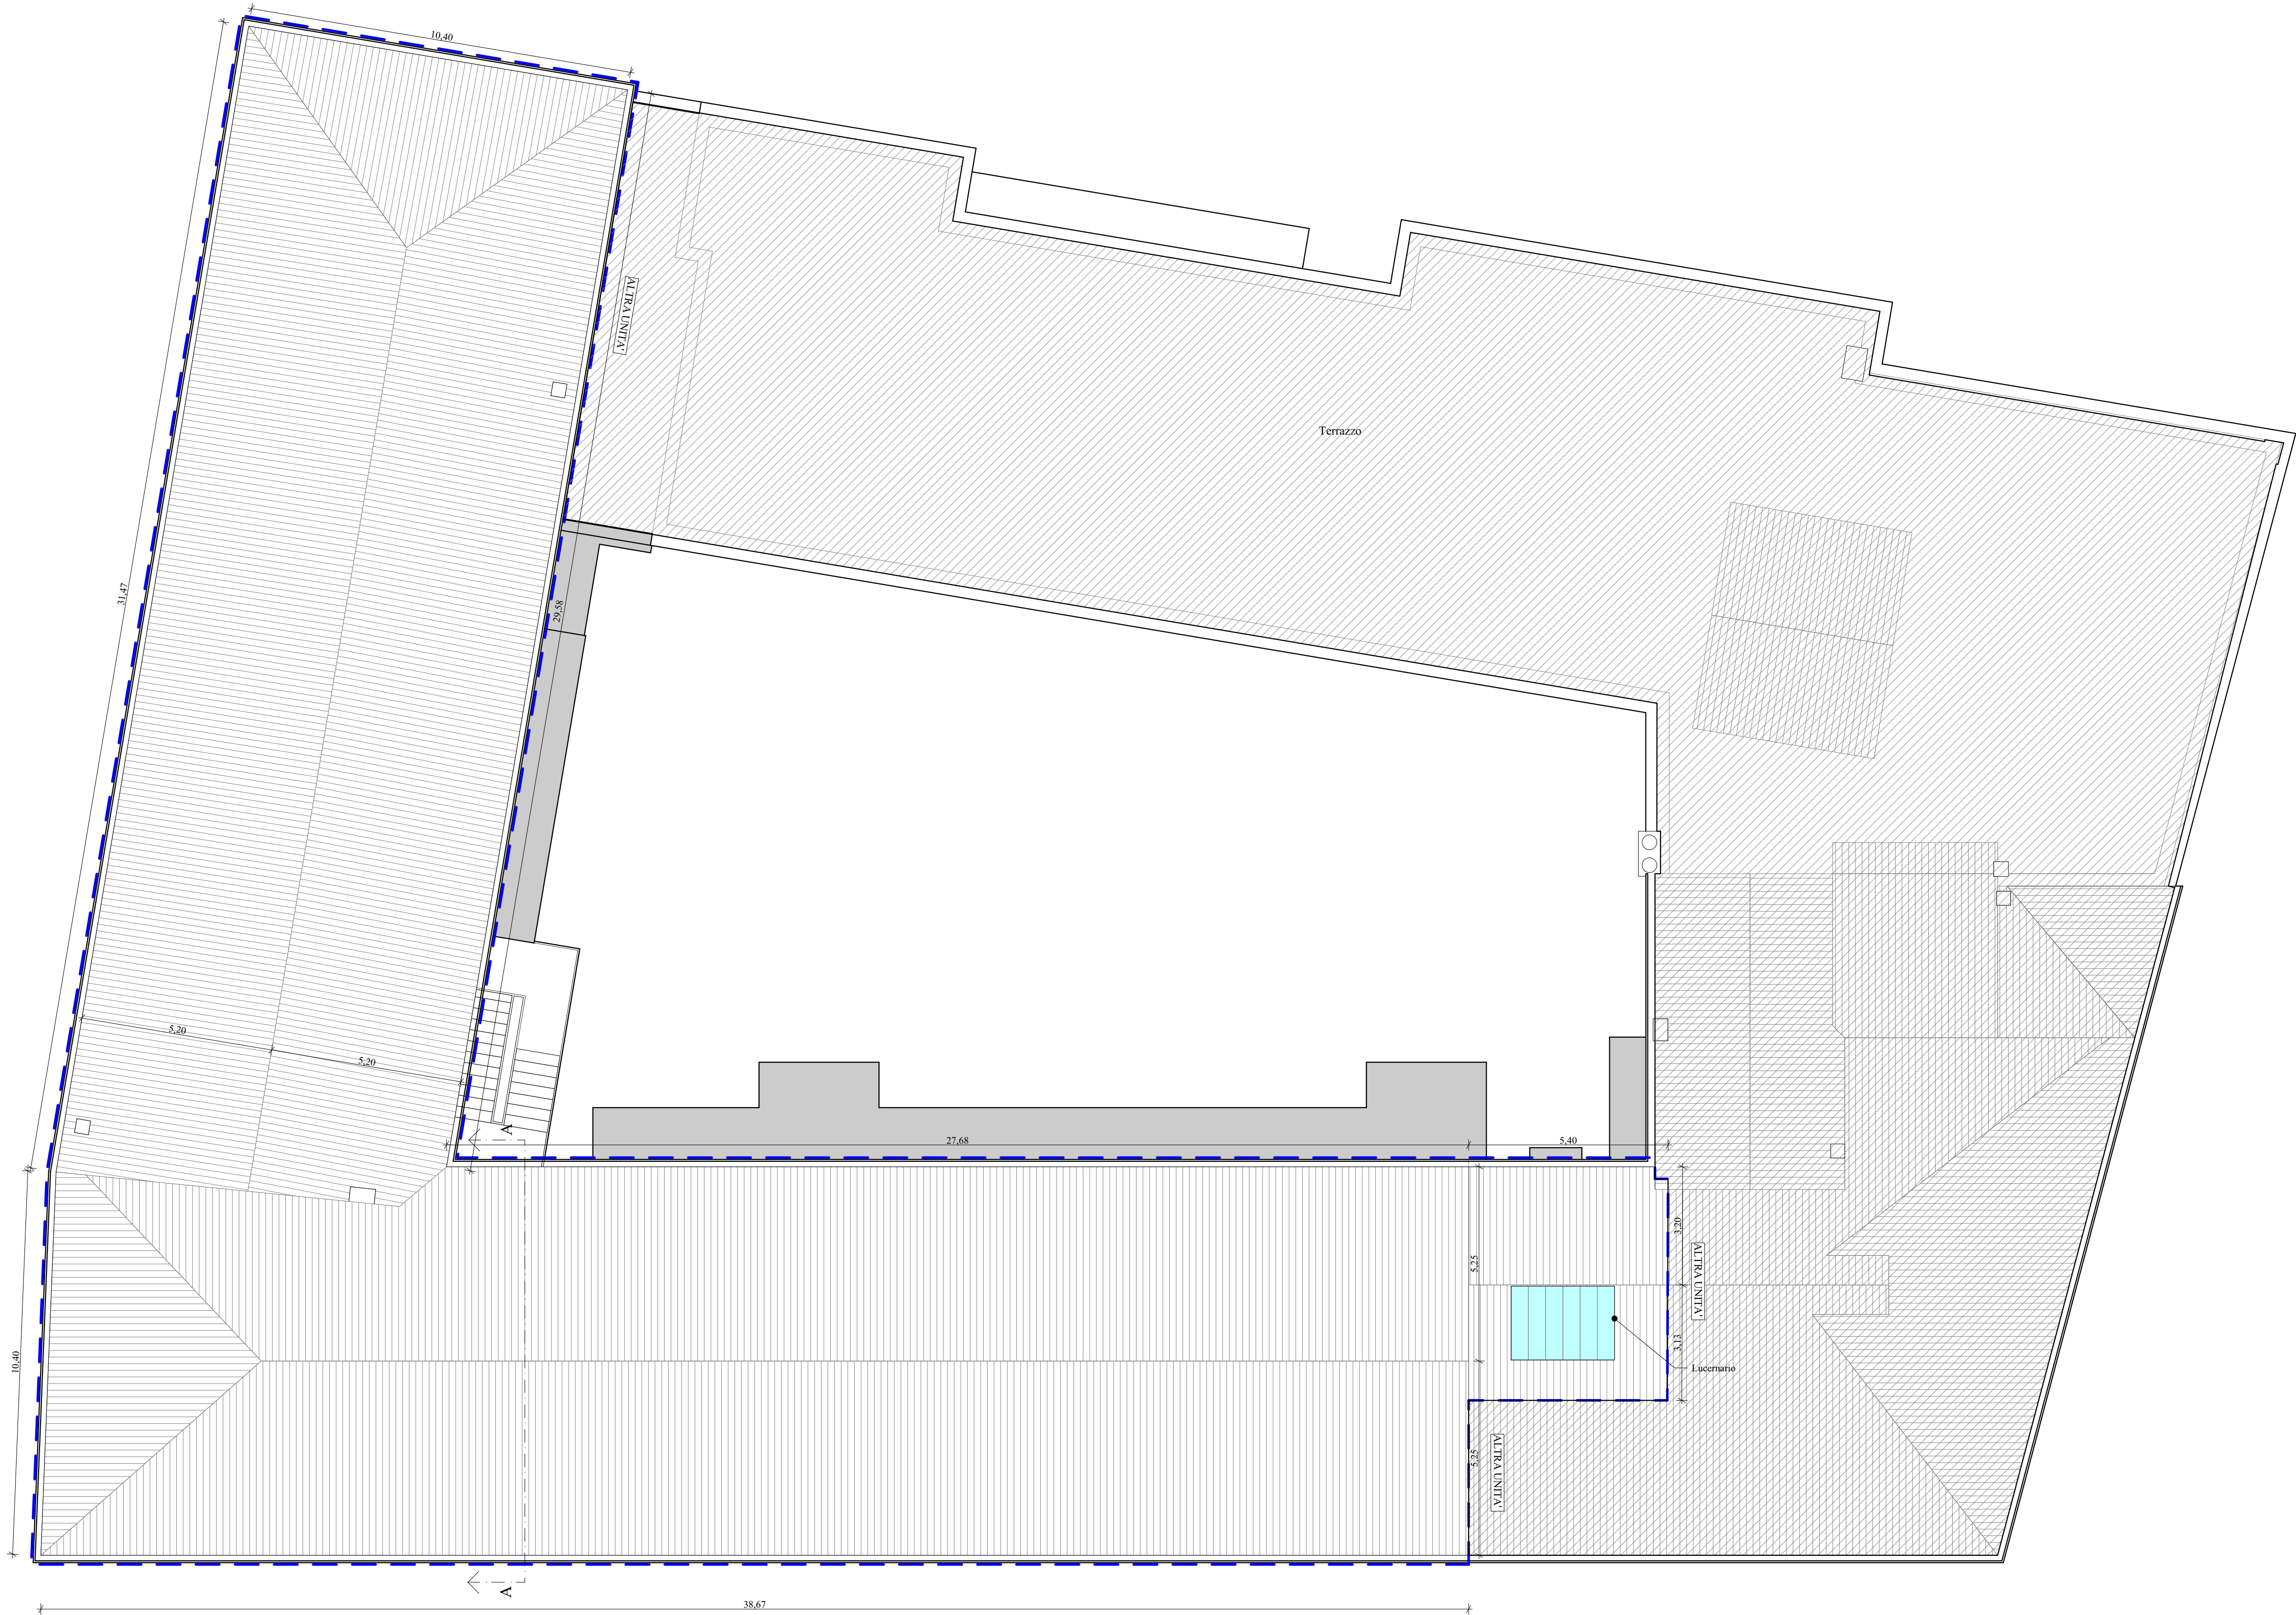 10,40
ALTRA UNITA'
Terrazzo
31,47
29,58
5,20
5,20
A
27,68
5,40
3,20
5,25
ALTRA UNITA'
3,13
Lucernario
10,40
5,25
ALTRA UNITA'
A
38,67